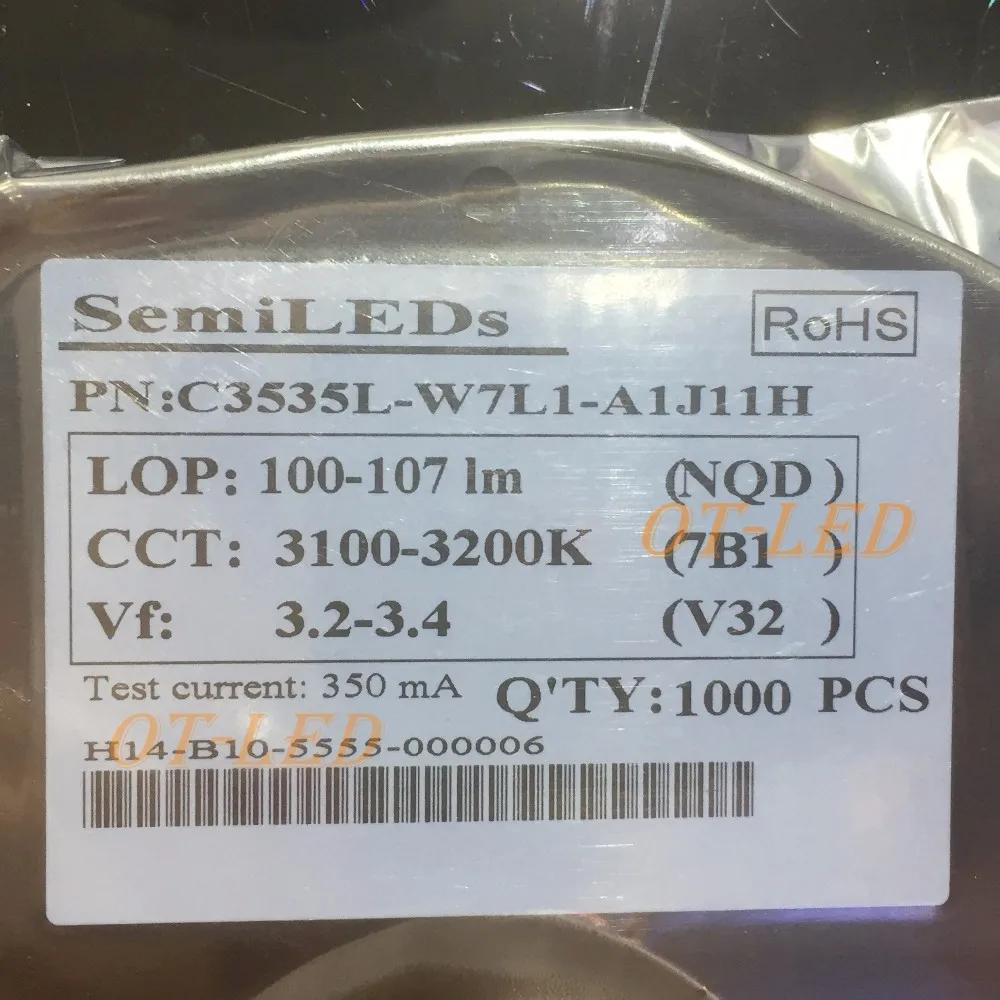 SemiLEDs
RoHS
PN:C3535L-W7L1-A1J11H
LOP: 100-107 lm (NQD )
CCT: 3100-3200K (7B1 )
OT-LED
Vf: 3.2-3.4 (V32 )
Test current: 350 mA Q'TY:1000 PCS
OT-LED
H14-B10-5555-000006